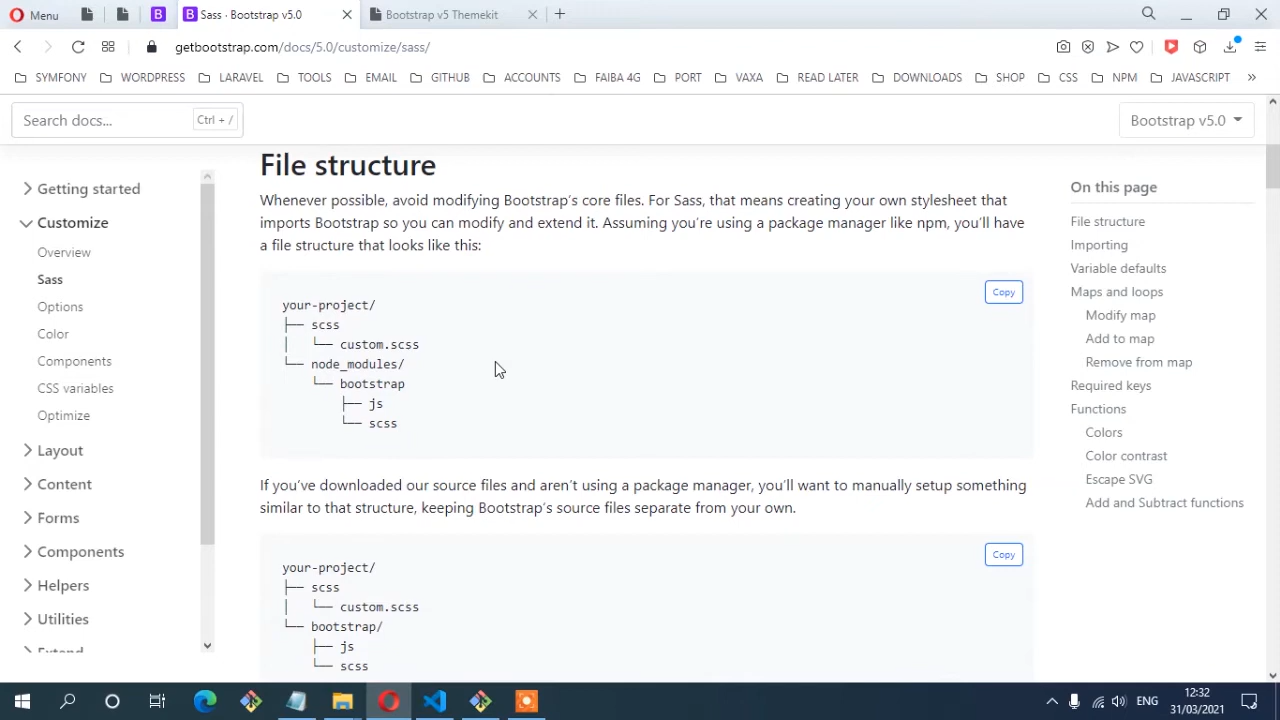 Menu
Sass · Bootstrap v5.0
Bootstrap v5 Themekit
getbootstrap.com/docs/5.0/customize/sass/
SYMFONY WORDPRESS LARAVEL TOOLS EMAIL GITHUB ACCOUNTS FAIBA 4G PORT VAXA READ LATER DOWNLOADS SHOP CSS NPM JAVASCRIPT
Search docs... Ctrl + /
Bootstrap v5.0
Getting started
Customize
Overview
Sass
Options
Color
Components
CSS variables
Optimize
Layout
Content
Forms
Components
Helpers
Utilities
Extend
File structure
Whenever possible, avoid modifying Bootstrap's core files. For Sass, that means creating your own stylesheet that
imports Bootstrap so you can modify and extend it. Assuming you're using a package manager like npm, you'll have
a file structure that looks like this:
Copy
your-project/
├── scss
│   └── custom.scss
└── node_modules/
    └── bootstrap
        ├── js
        └── scss
If you've downloaded our source files and aren't using a package manager, you'll want to manually setup something
similar to that structure, keeping Bootstrap's source files separate from your own.
Copy
your-project/
├── scss
│   └── custom.scss
└── bootstrap/
    ├── js
    └── scss
On this page
File structure
Importing
Variable defaults
Maps and loops
Modify map
Add to map
Remove from map
Required keys
Functions
Colors
Color contrast
Escape SVG
Add and Subtract functions
ENG
12:32
31/03/2021